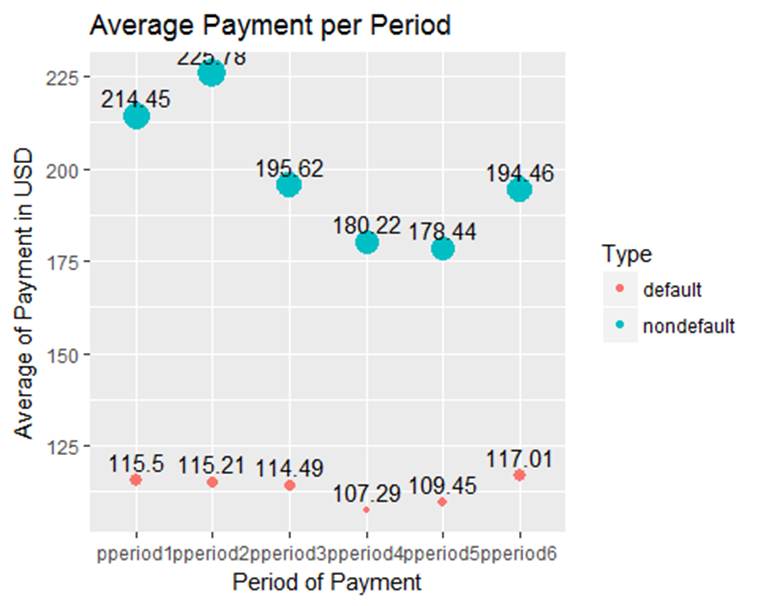 Average Payment per Period
Average of Payment in USD
225
200
175
150
125
214.45
225.78
195.62
180.22
178.44
194.46
115.5
115.21
114.49
107.29
109.45
117.01
pperiod1pperiod2pperiod3pperiod4pperiod5pperiod6
Period of Payment
Type
default
nondefault